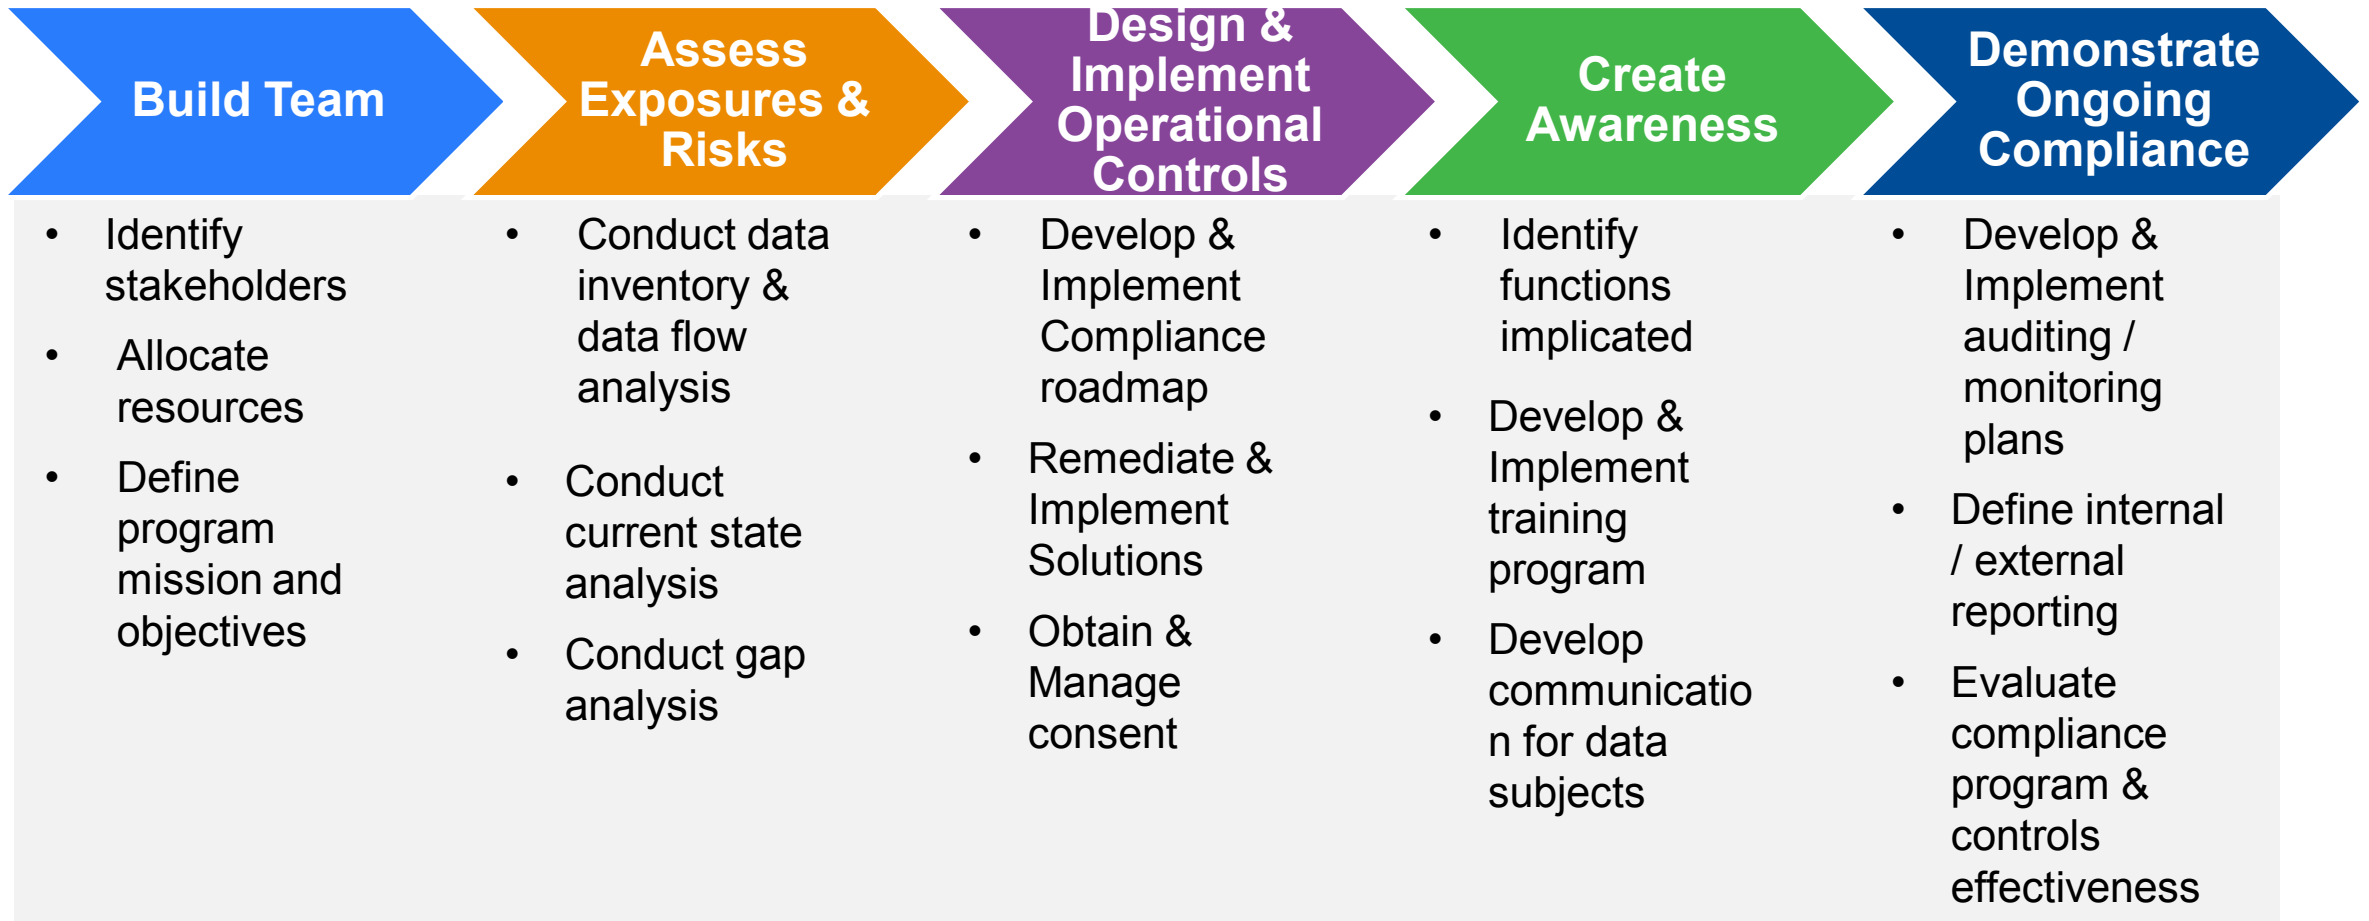 Build Team
Assess
Exposures &
Risks
Design &
Implement
Operational
Controls
Create
Awareness
Demonstrate
Ongoing
Compliance
• Identify
stakeholders
• Allocate
resources
• Define
program
mission and
objectives
• Conduct data
inventory &
data flow
analysis
• Conduct
current state
analysis
• Conduct gap
analysis
• Develop &
Implement
Compliance
roadmap
• Remediate &
Implement
Solutions
• Obtain &
Manage
consent
• Identify
functions
implicated
• Develop &
Implement
training
program
• Develop
communicatio
n for data
subjects
• Develop &
Implement
auditing /
monitoring
plans
• Define internal
/ external
reporting
• Evaluate
compliance
program &
controls
effectiveness